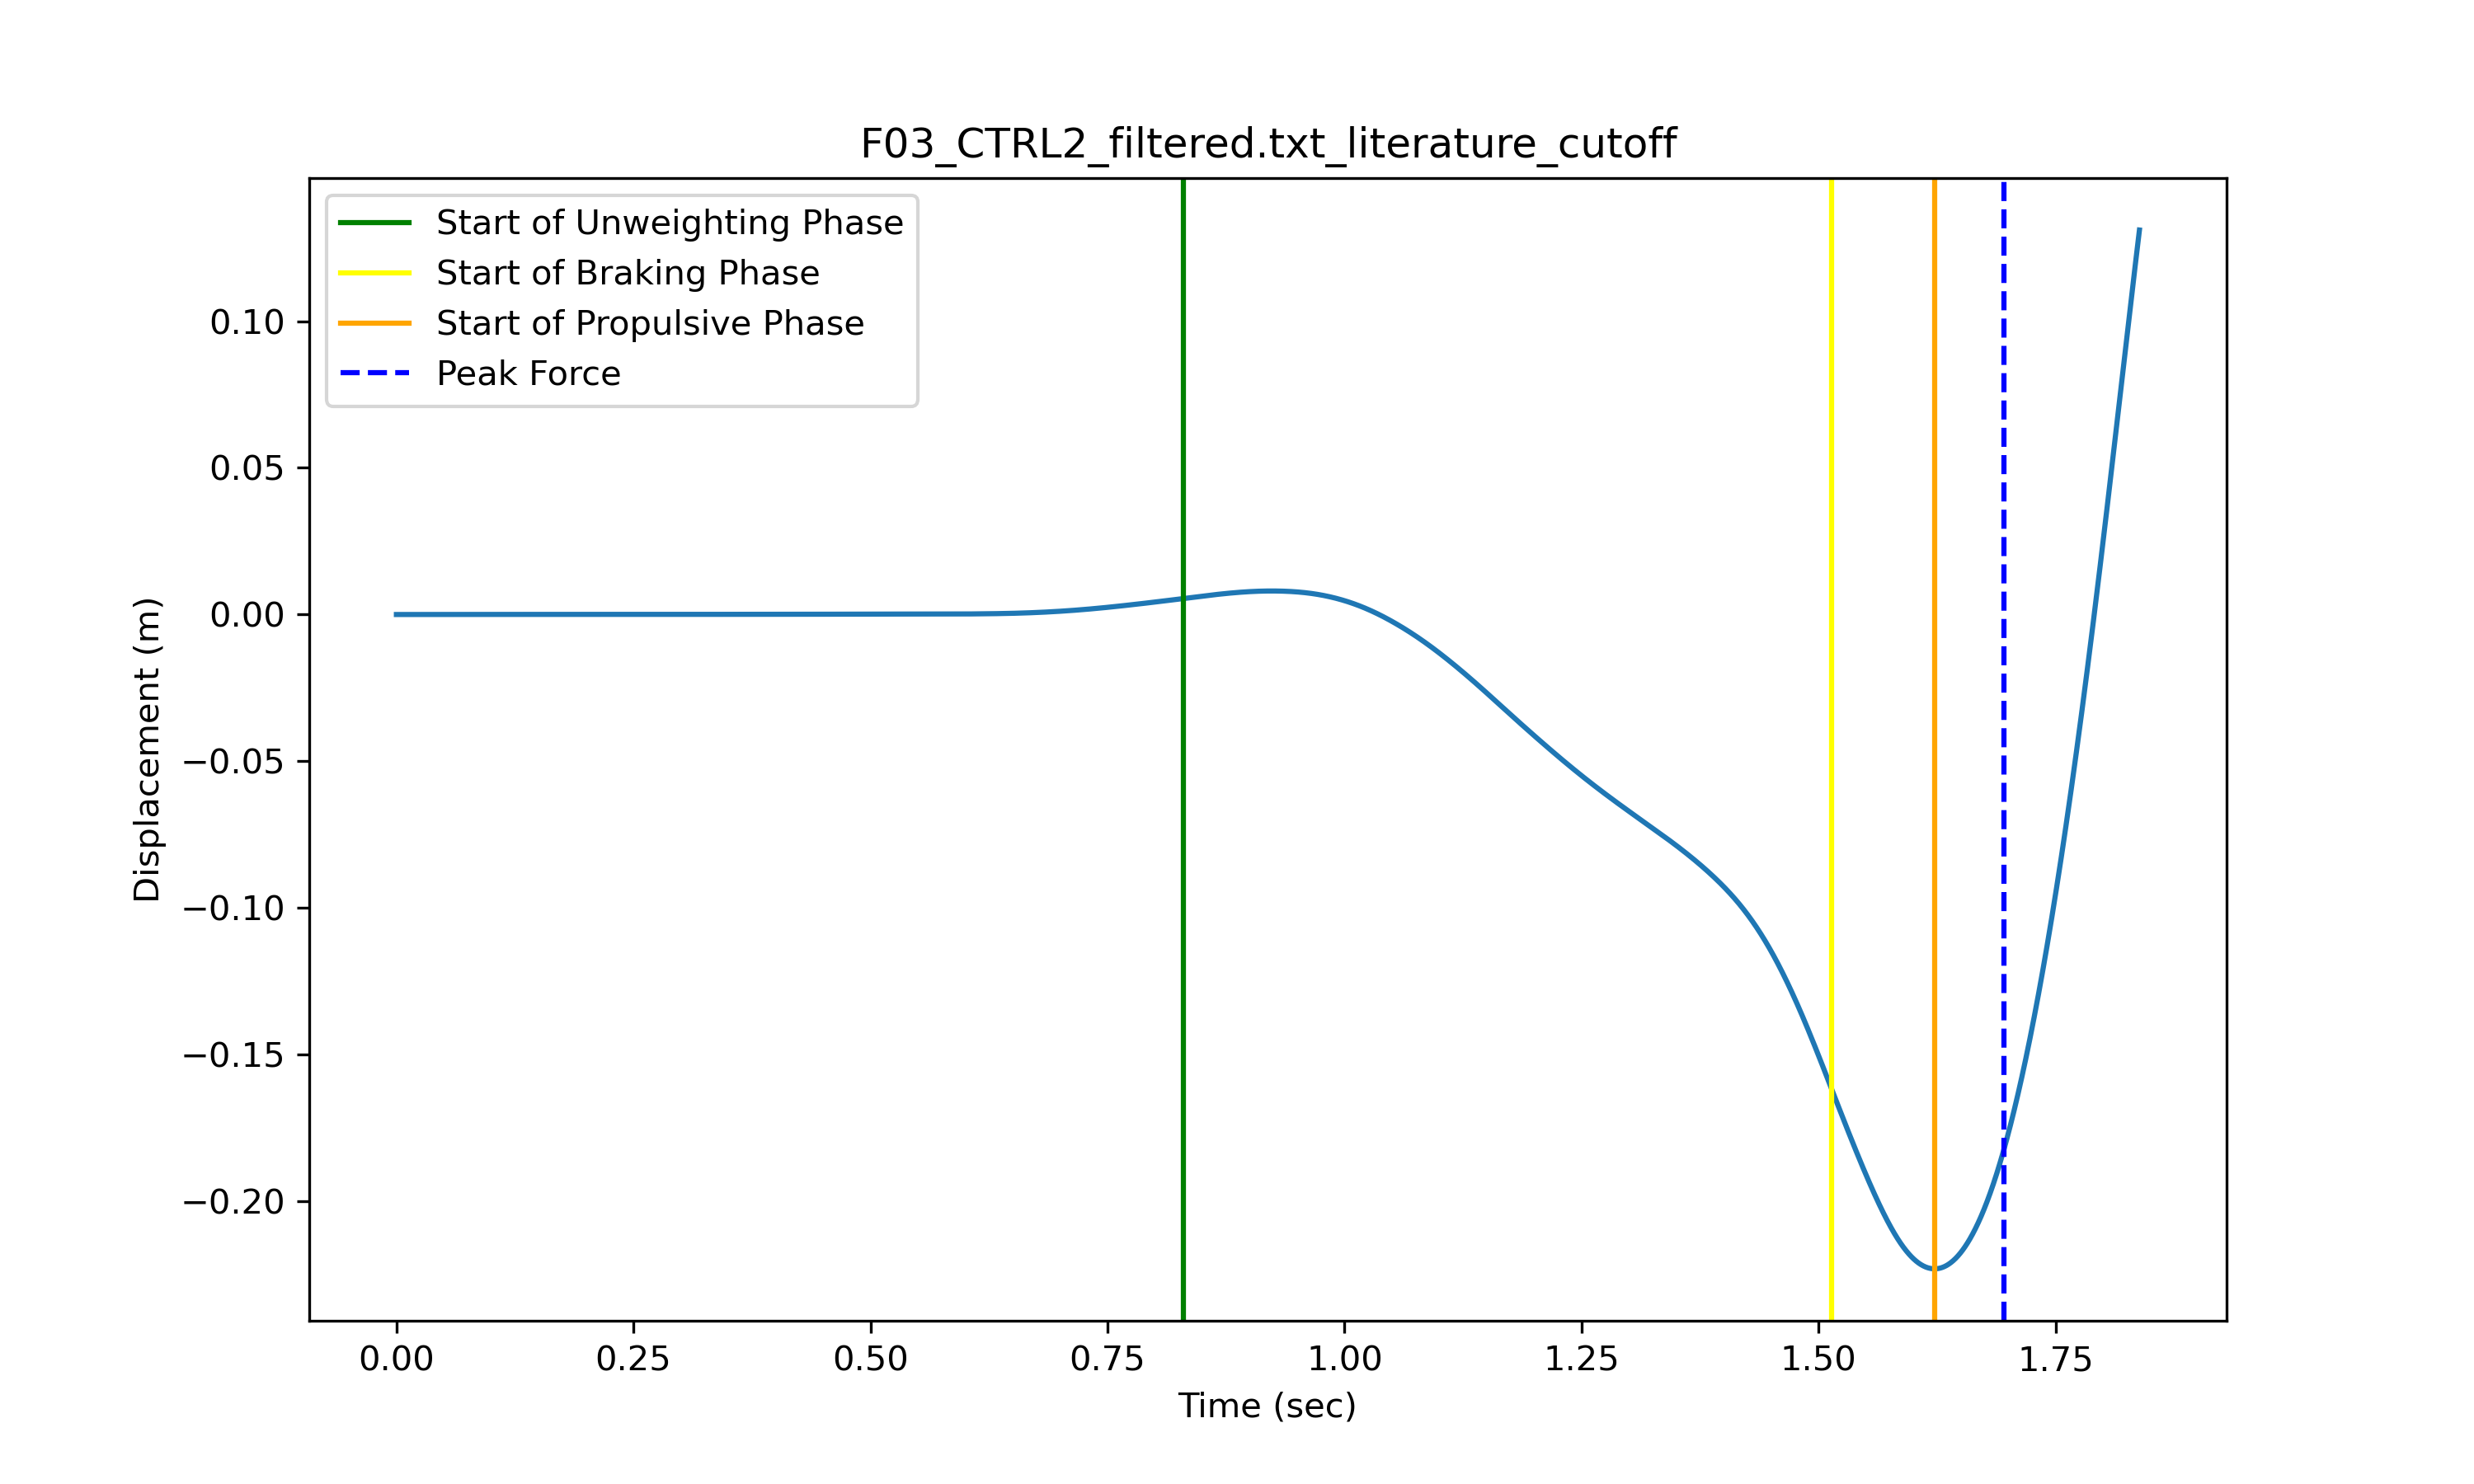 F03_CTRL2_filtered.txt_literature_cutoff
Start of Unweighting Phase
Start of Braking Phase
Start of Propulsive Phase
Peak Force
0.10
0.05
0.00
−0.05
−0.10
−0.15
−0.20
Displacement (m)
0.00 0.25 0.50 0.75 1.00 1.25 1.50 1.75
Time (sec)